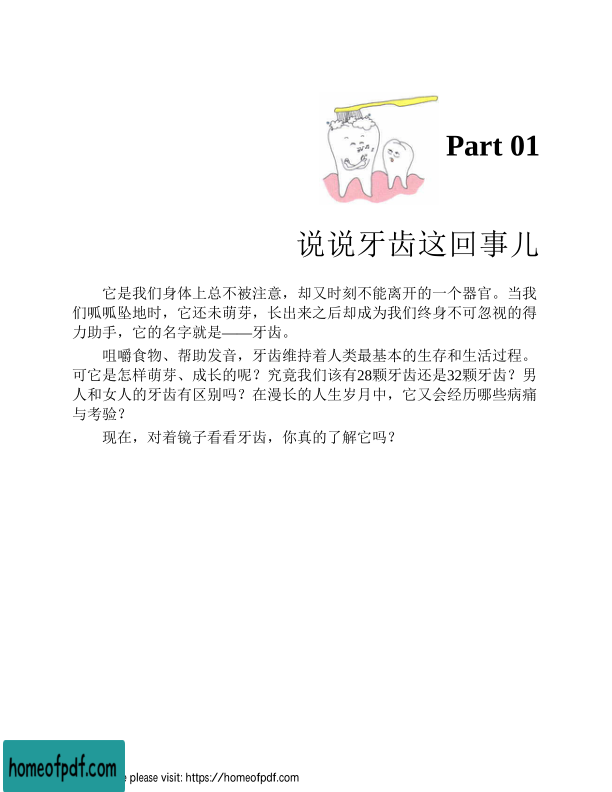 Part 01
说说牙齿这回事儿
它是我们身体上总不被注意，却又时刻不能离开的一个器官。当我
们呱呱坠地时，它还未萌芽，长出来之后却成为我们终身不可忽视的得
力助手，它的名字就是——牙齿。
咀嚼食物、帮助发音，牙齿维持着人类最基本的生存和生活过程。
可它是怎样萌芽、成长的呢？究竟我们该有28颗牙齿还是32颗牙齿？男
人和女人的牙齿有区别吗？在漫长的人生岁月中，它又会经历哪些病痛
与考验？
现在，对着镜子看看牙齿，你真的了解它吗？
homeofpdf.com
e please visit: https://homeofpdf.com